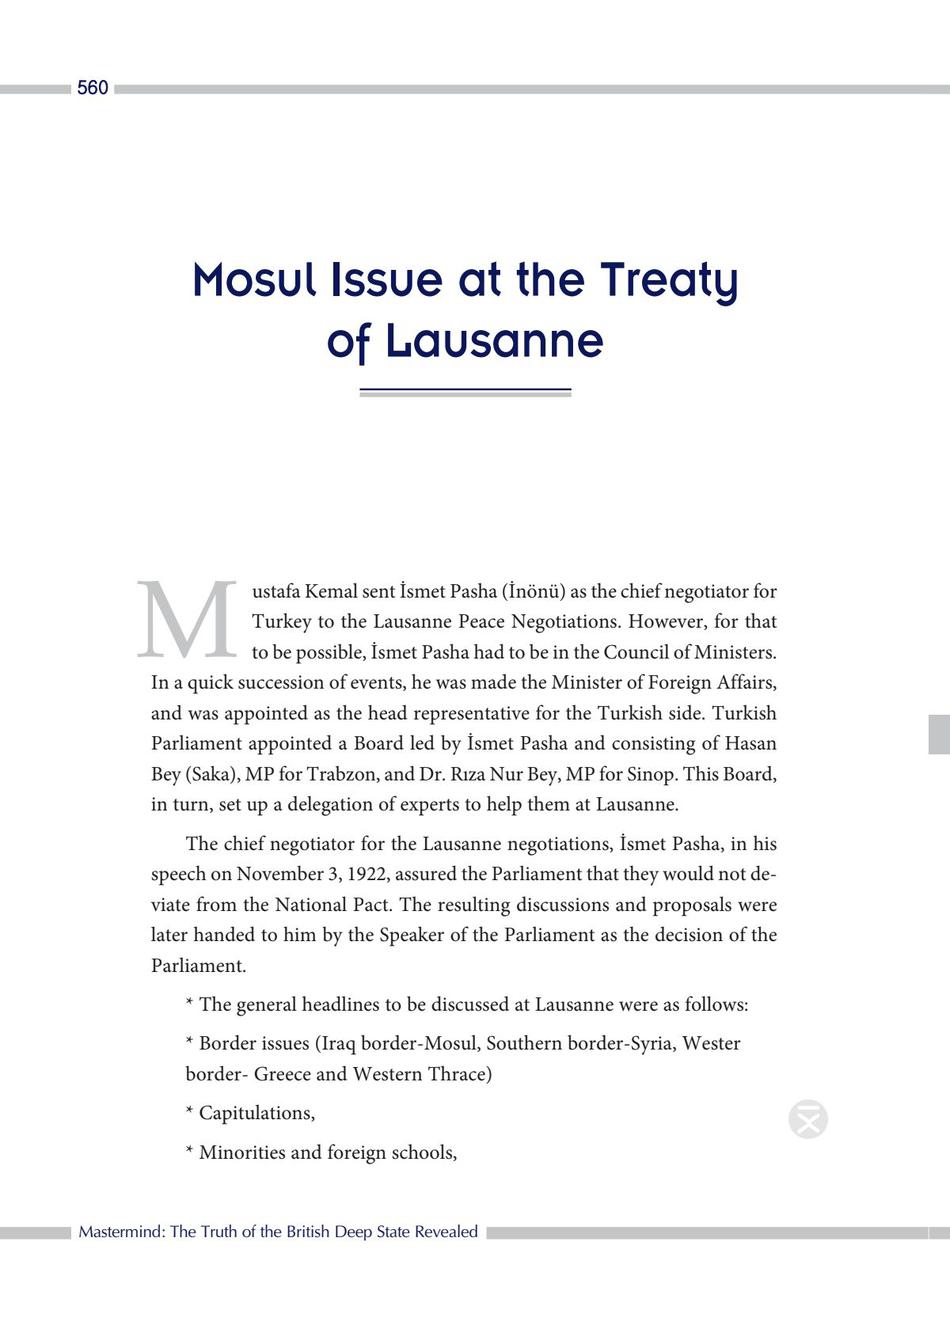 560
Mosul Issue at the Treaty
of Lausanne
Mustafa Kemal sent İsmet Pasha (İnönü) as the chief negotiator for
Turkey to the Lausanne Peace Negotiations. However, for that
to be possible, İsmet Pasha had to be in the Council of Ministers.
In a quick succession of events, he was made the Minister of Foreign Affairs,
and was appointed as the head representative for the Turkish side. Turkish
Parliament appointed a Board led by İsmet Pasha and consisting of Hasan
Bey (Saka), MP for Trabzon, and Dr. Rıza Nur Bey, MP for Sinop. This Board,
in turn, set up a delegation of experts to help them at Lausanne.
The chief negotiator for the Lausanne negotiations, İsmet Pasha, in his
speech on November 3, 1922, assured the Parliament that they would not de-
viate from the National Pact. The resulting discussions and proposals were
later handed to him by the Speaker of the Parliament as the decision of the
Parliament.
* The general headlines to be discussed at Lausanne were as follows:
* Border issues (Iraq border-Mosul, Southern border-Syria, Wester
border- Greece and Western Thrace)
* Capitulations,
* Minorities and foreign schools,
Mastermind: The Truth of the British Deep State Revealed